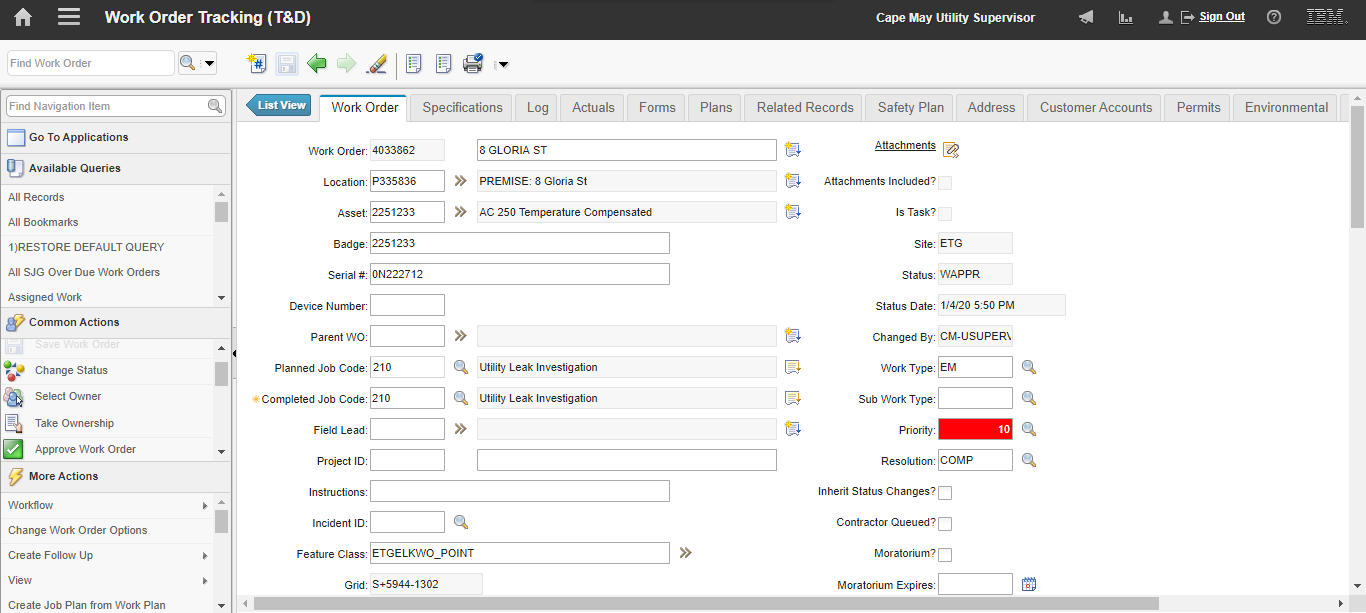 Work Order Tracking (T&D)
Cape May Utility Supervisor
Sign Out
IBM.
Find Work Order
Find Navigation Item
Go To Applications
Available Queries
All Records
All Bookmarks
1)RESTORE DEFAULT QUERY
All SJG Over Due Work Orders
Assigned Work
Common Actions
Save Work Order
Change Status
Select Owner
Take Ownership
Approve Work Order
More Actions
Workflow
Change Work Order Options
Create Follow Up
View
Create Job Plan from Work Plan
List View
Work Order
Specifications
Log
Actuals
Forms
Plans
Related Records
Safety Plan
Address
Customer Accounts
Permits
Environmental
Work Order: 4033862 8 GLORIA ST
Location: P335836 PREMISE: 8 Gloria St
Asset: 2251233 AC 250 Temperature Compensated
Badge: 2251233
Serial #: 0N222712
Device Number:
Parent WO:
Planned Job Code: 210 Utility Leak Investigation
Completed Job Code: 210 Utility Leak Investigation
Field Lead:
Project ID:
Instructions:
Incident ID:
Feature Class: ETGELKWO_POINT
Grid: S+5944-1302
Attachments
Attachments Included?
Is Task?
Site: ETG
Status: WAPPR
Status Date: 1/4/20 5:50 PM
Changed By: CM-USUPERV
Work Type: EM
Sub Work Type:
Priority: 10
Resolution: COMP
Inherit Status Changes?
Contractor Queued?
Moratorium?
Moratorium Expires: